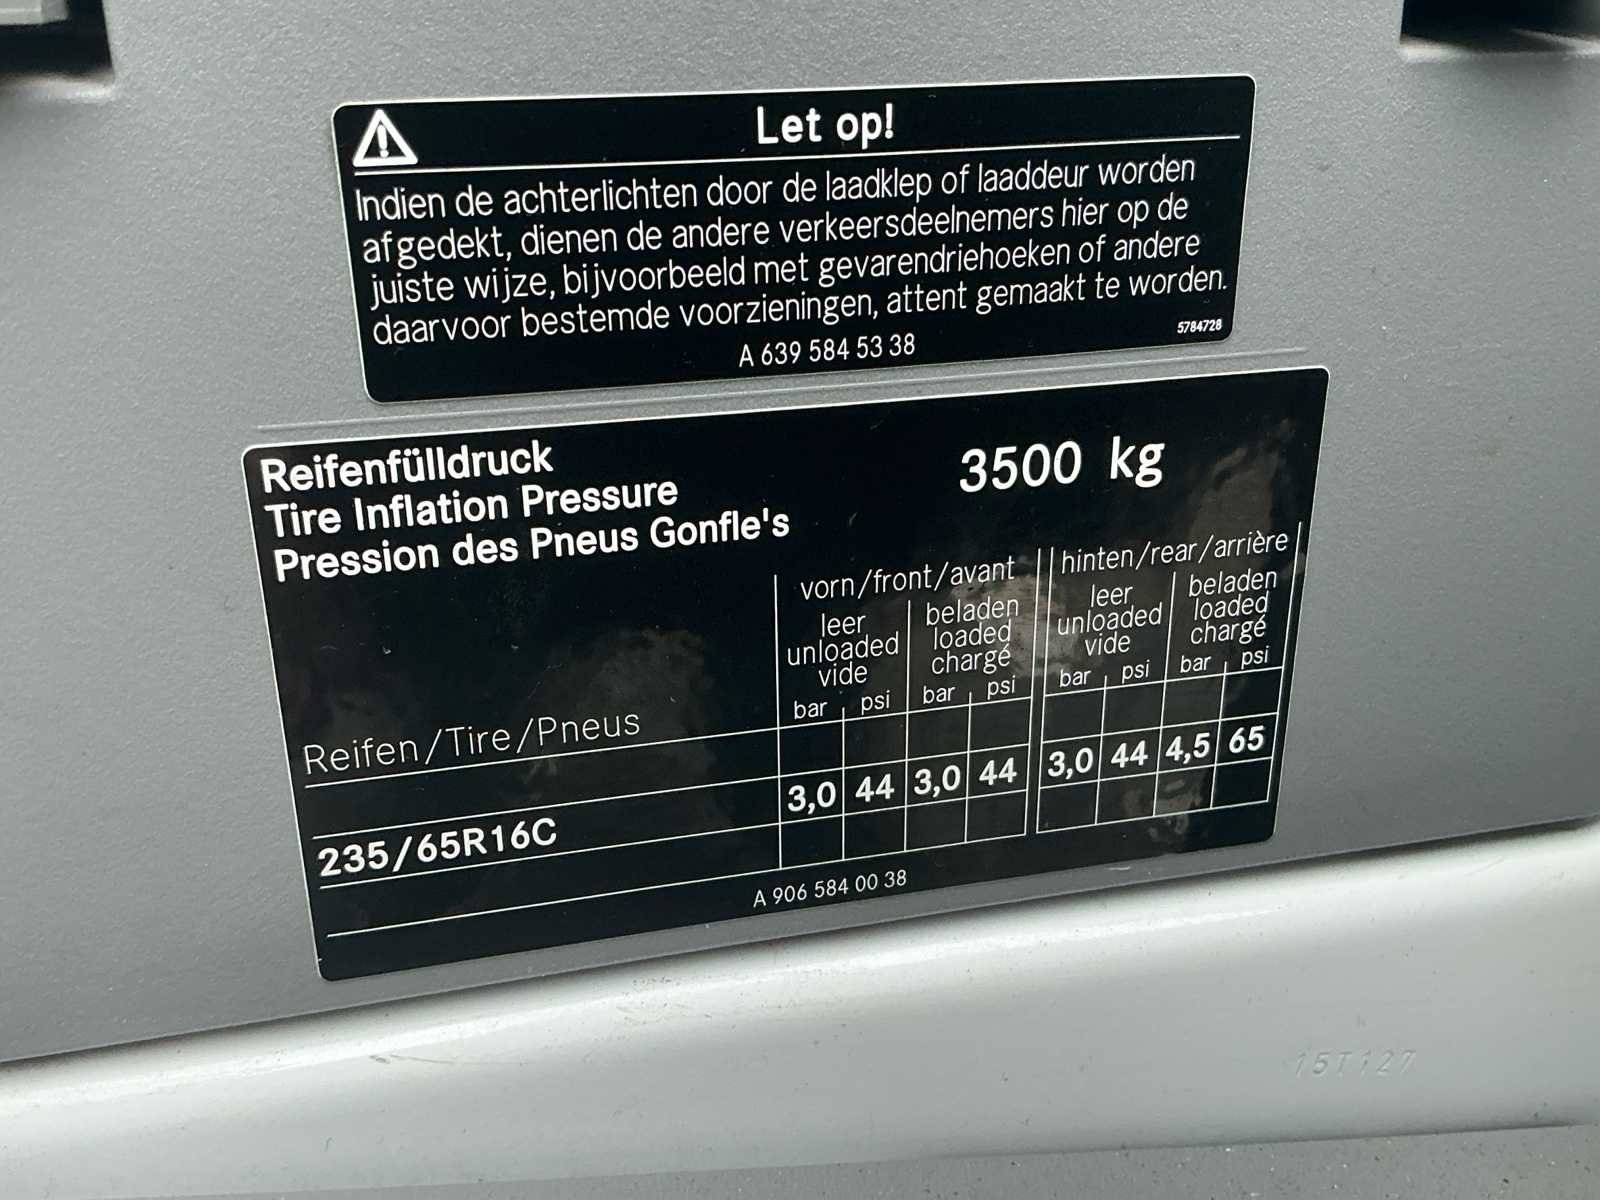 Let op!
Indien de achterlichten door de laadklep of laaddeur worden
afgedekt, dienen de andere verkeersdeelnemers hier op de
juiste wijze, bijvoorbeeld met gevarendriehoeken of andere
daarvoor bestemde voorzieningen, attent gemaakt te worden.
5784728
A 639 584 53 38
Reifenfülldruck
Tire Inflation Pressure
Pression des Pneus Gonfle's
3500 kg
vorn/front/avant hinten/rear/arrière
leer beladen leer beladen
unloaded loaded unloaded loaded
vide chargé vide chargé
bar psi bar psi bar psi bar psi
Reifen/Tire/Pneus
235/65R16C 3,0 44 3,0 44 3,0 44 4,5 65
A 906 584 00 38
15T127